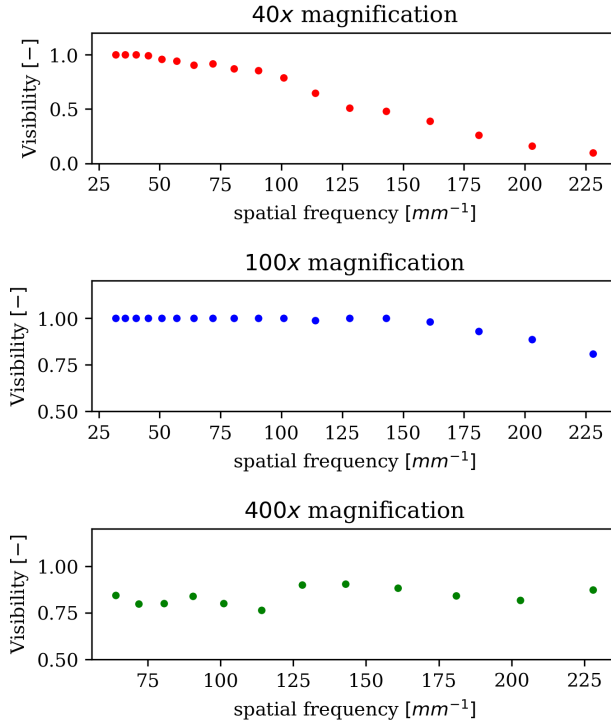 40x magnification
Visibility [−]
1.0
0.5
0.0
25 50 75 100 125 150 175 200 225
spatial frequency [mm⁻¹]
100x magnification
Visibility [−]
1.00
0.75
0.50
25 50 75 100 125 150 175 200 225
spatial frequency [mm⁻¹]
400x magnification
Visibility [−]
1.00
0.75
0.50
75 100 125 150 175 200 225
spatial frequency [mm⁻¹]